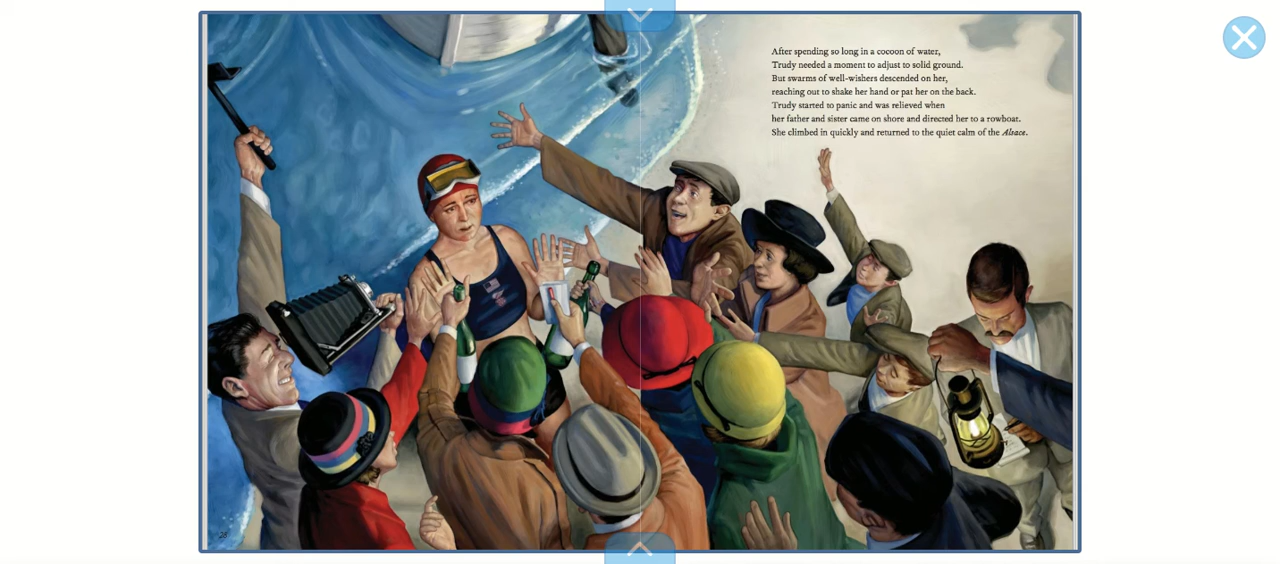 After spending so long in a cocoon of water,
Trudy needed a moment to adjust to solid ground.
But swarms of well-wishers descended on her,
reaching out to shake her hand or pat her on the back.
Trudy started to panic and was relieved when
her father and sister came on shore and directed her to a rowboat.
She climbed in quickly and returned to the quiet calm of the Alsace.